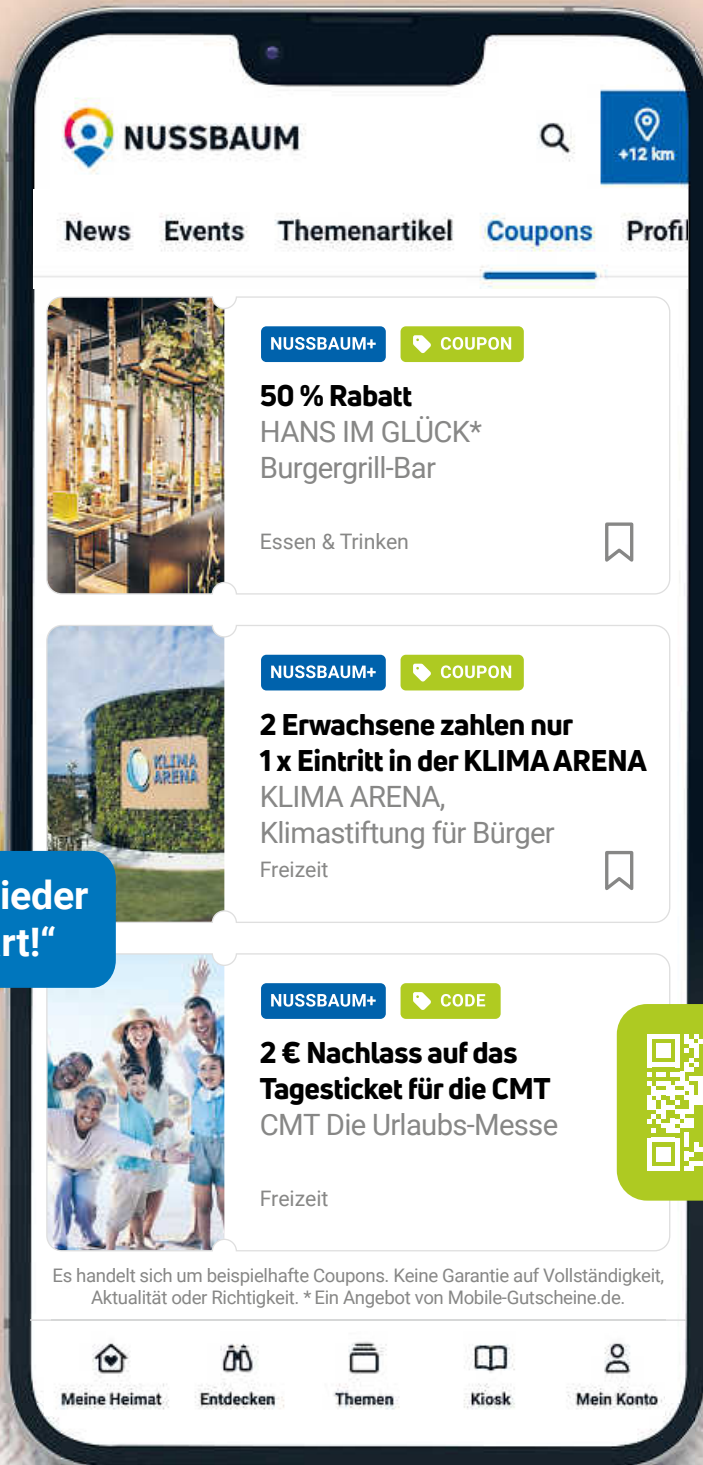 NUSSBAUM
+12 km
News Events Themenartikel Coupons Profil
NUSSBAUM+ COUPON
50 % Rabatt
HANS IM GLÜCK*
Burgergrill-Bar
Essen & Trinken
NUSSBAUM+ COUPON
2 Erwachsene zahlen nur
1 x Eintritt in der KLIMA ARENA
KLIMA ARENA,
Klimastiftung für Bürger
Freizeit
KLIMA
ARENA
ieder
rt!“
NUSSBAUM+ CODE
2 € Nachlass auf das
Tagesticket für die CMT
CMT Die Urlaubs-Messe
Freizeit
Es handelt sich um beispielhafte Coupons. Keine Garantie auf Vollständigkeit,
Aktualität oder Richtigkeit. * Ein Angebot von Mobile-Gutscheine.de.
Meine Heimat Entdecken Themen Kiosk Mein Konto